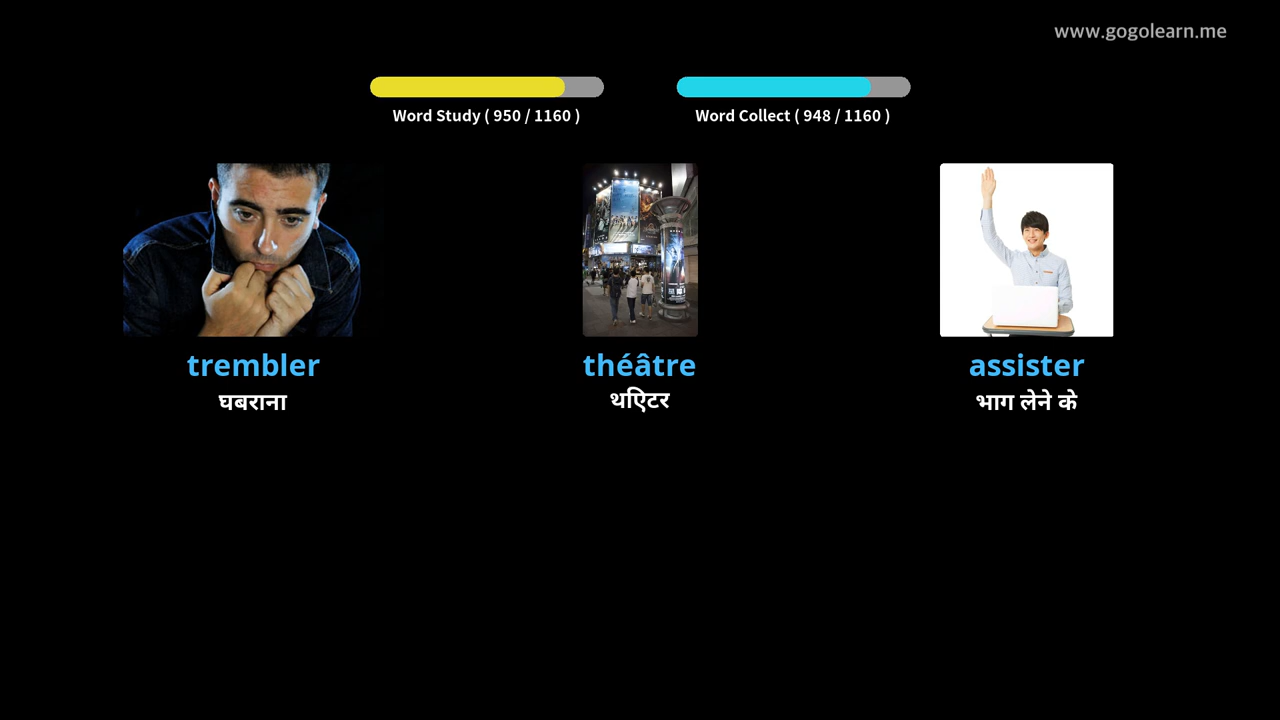 www.gogolearn.me
Word Study ( 950 / 1160 )
Word Collect ( 948 / 1160 )
trembler
théâtre
assister
घबराना
थिएटर
भाग लेने के